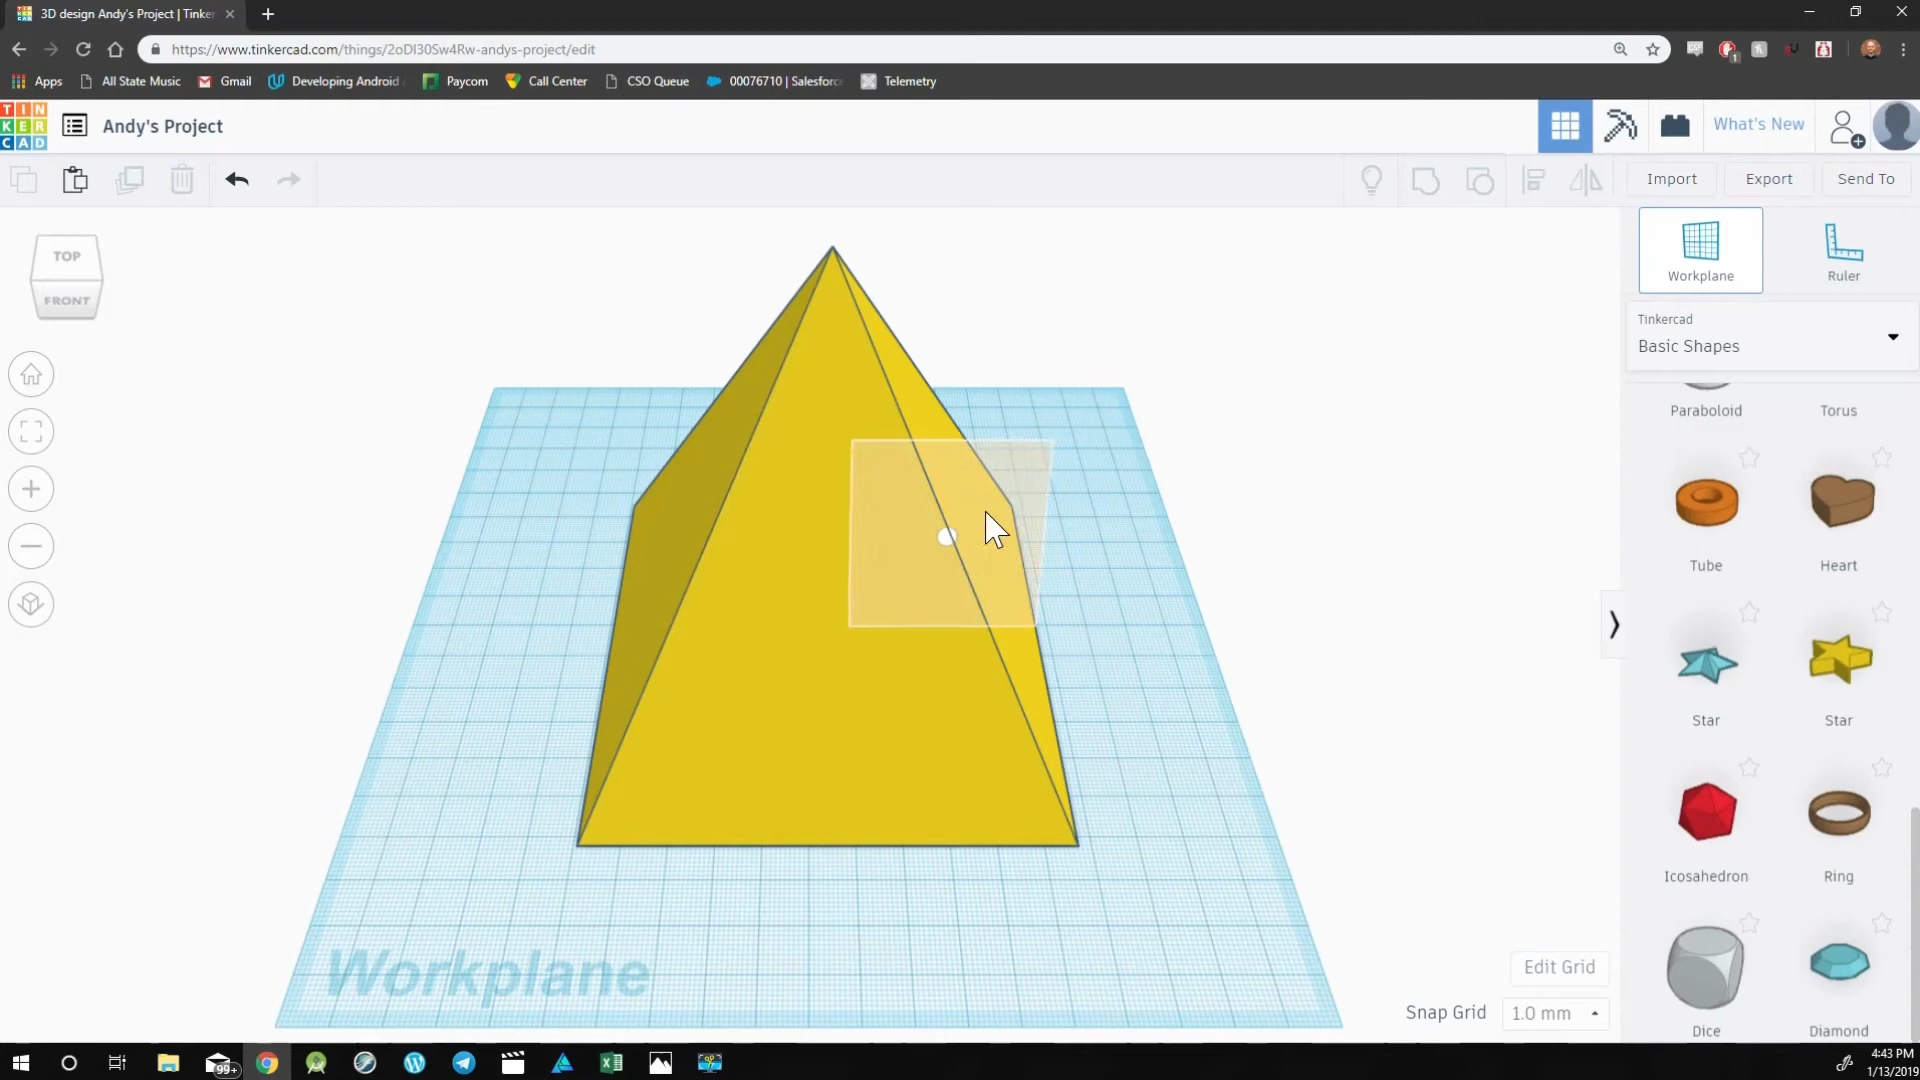 3D design Andy's Project | Tinker
https://www.tinkercad.com/things/2oDI30Sw4Rw-andys-project/edit
Apps
All State Music
Gmail
Developing Android
Paycom
Call Center
CSO Queue
00076710 | Salesforc
Telemetry
TIN
KER
CAD
Andy's Project
What's New
Import
Export
Send To
TOP
FRONT
Workplane
Ruler
Tinkercad
Basic Shapes
Paraboloid
Torus
Tube
Heart
Star
Star
Icosahedron
Ring
Dice
Diamond
Workplane
Edit Grid
Snap Grid
1.0 mm
99+
4:43 PM
1/13/2019